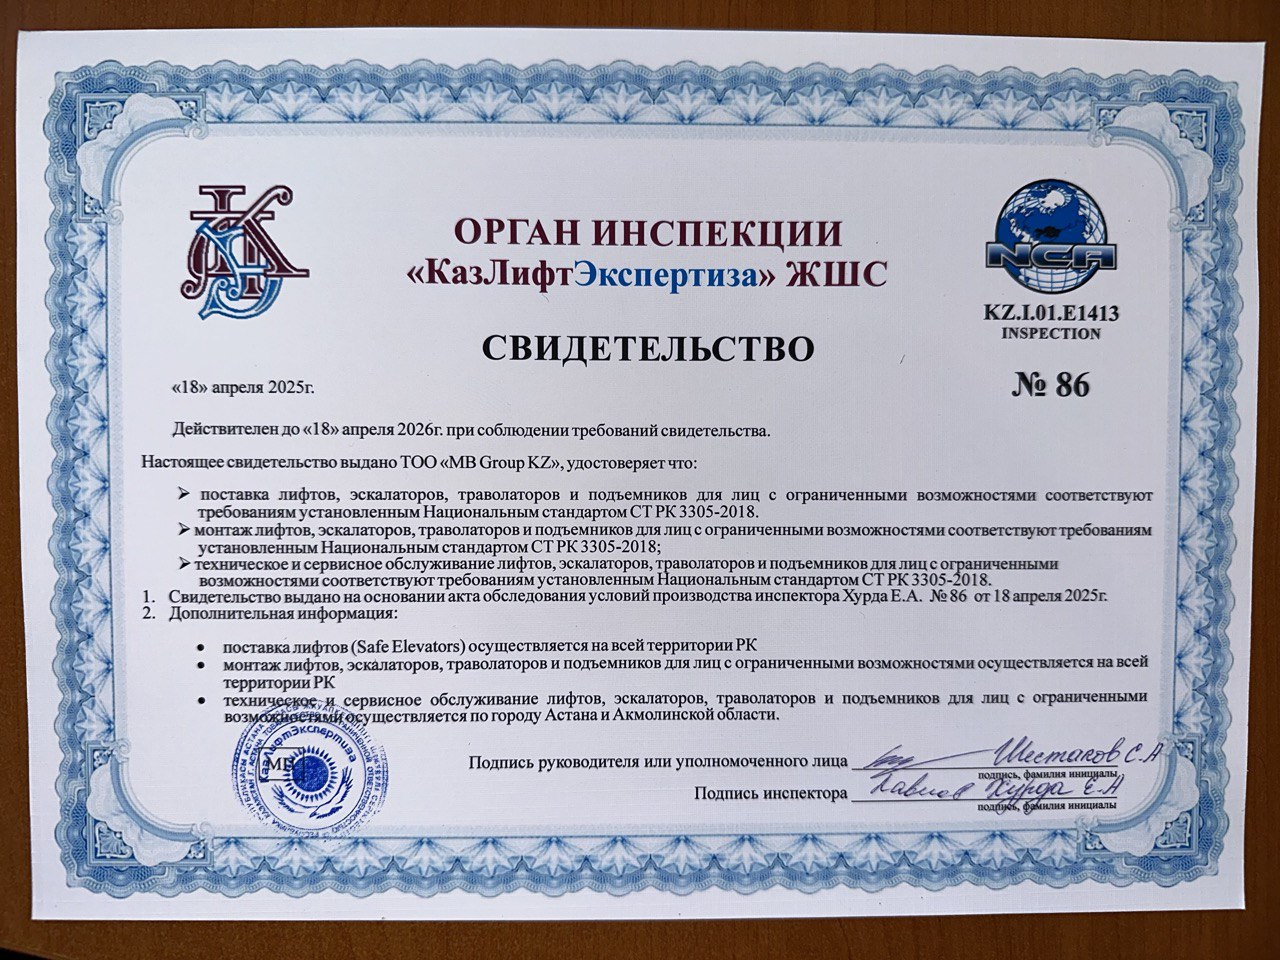 ОРГАН ИНСПЕКЦИИ
«КазЛифтЭкспертиза» ЖШС
NCA
KZ.I.01.E1413
INSPECTION
СВИДЕТЕЛЬСТВО
№ 86
«18» апреля 2025г.
Действителен до «18» апреля 2026г. при соблюдении требований свидетельства.
Настоящее свидетельство выдано ТОО «MB Group KZ», удостоверяет что:
➢ поставка лифтов, эскалаторов, траволаторов и подъемников для лиц с ограниченными возможностями соответствуют
требованиям установленным Национальным стандартом СТ РК 3305-2018.
➢ монтаж лифтов, эскалаторов, траволаторов и подъемников для лиц с ограниченными возможностями соответствуют требованиям
установленным Национальным стандартом СТ РК 3305-2018;
➢ техническое и сервисное обслуживание лифтов, эскалаторов, траволаторов и подъемников для лиц с ограниченными
возможностями соответствуют требованиям установленным Национальным стандартом СТ РК 3305-2018.
1. Свидетельство выдано на основании акта обследования условий производства инспектора Хурда Е.А. № 86 от 18 апреля 2025г.
2. Дополнительная информация:
• поставка лифтов (Safe Elevators) осуществляется на всей территории РК
• монтаж лифтов, эскалаторов, траволаторов и подъемников для лиц с ограниченными возможностями осуществляется на всей
территории РК
• техническое и сервисное обслуживание лифтов, эскалаторов, траволаторов и подъемников для лиц с ограниченными
возможностями осуществляется по городу Астана и Акмолинской области.
КазЛифтЭкспертиза
МП
Подпись руководителя или уполномоченного лица Шестаков С.А
подпись, фамилия инициалы
Подпись инспектора Хурда Е.А
подпись, фамилия инициалы